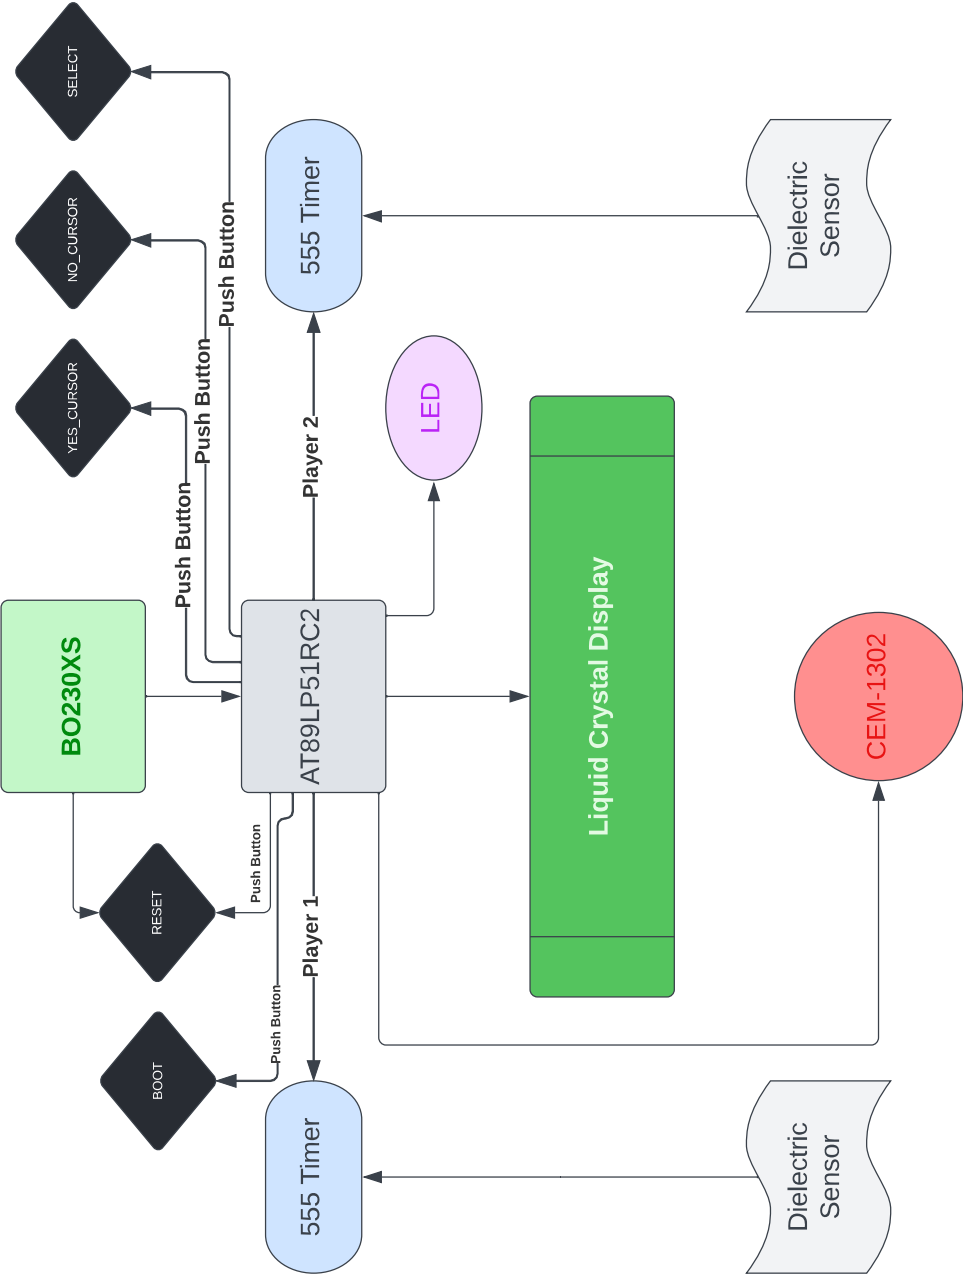 BO230XS
RESET
BOOT
SELECT
NO_CURSOR
YES_CURSOR
Push Button
Push Button
Push Button
Push Button
Push Button
AT89LP51RC2
Player 1
Player 2
555 Timer
555 Timer
LED
Liquid Crystal Display
Dielectric
Sensor
CEM-1302
Dielectric
Sensor